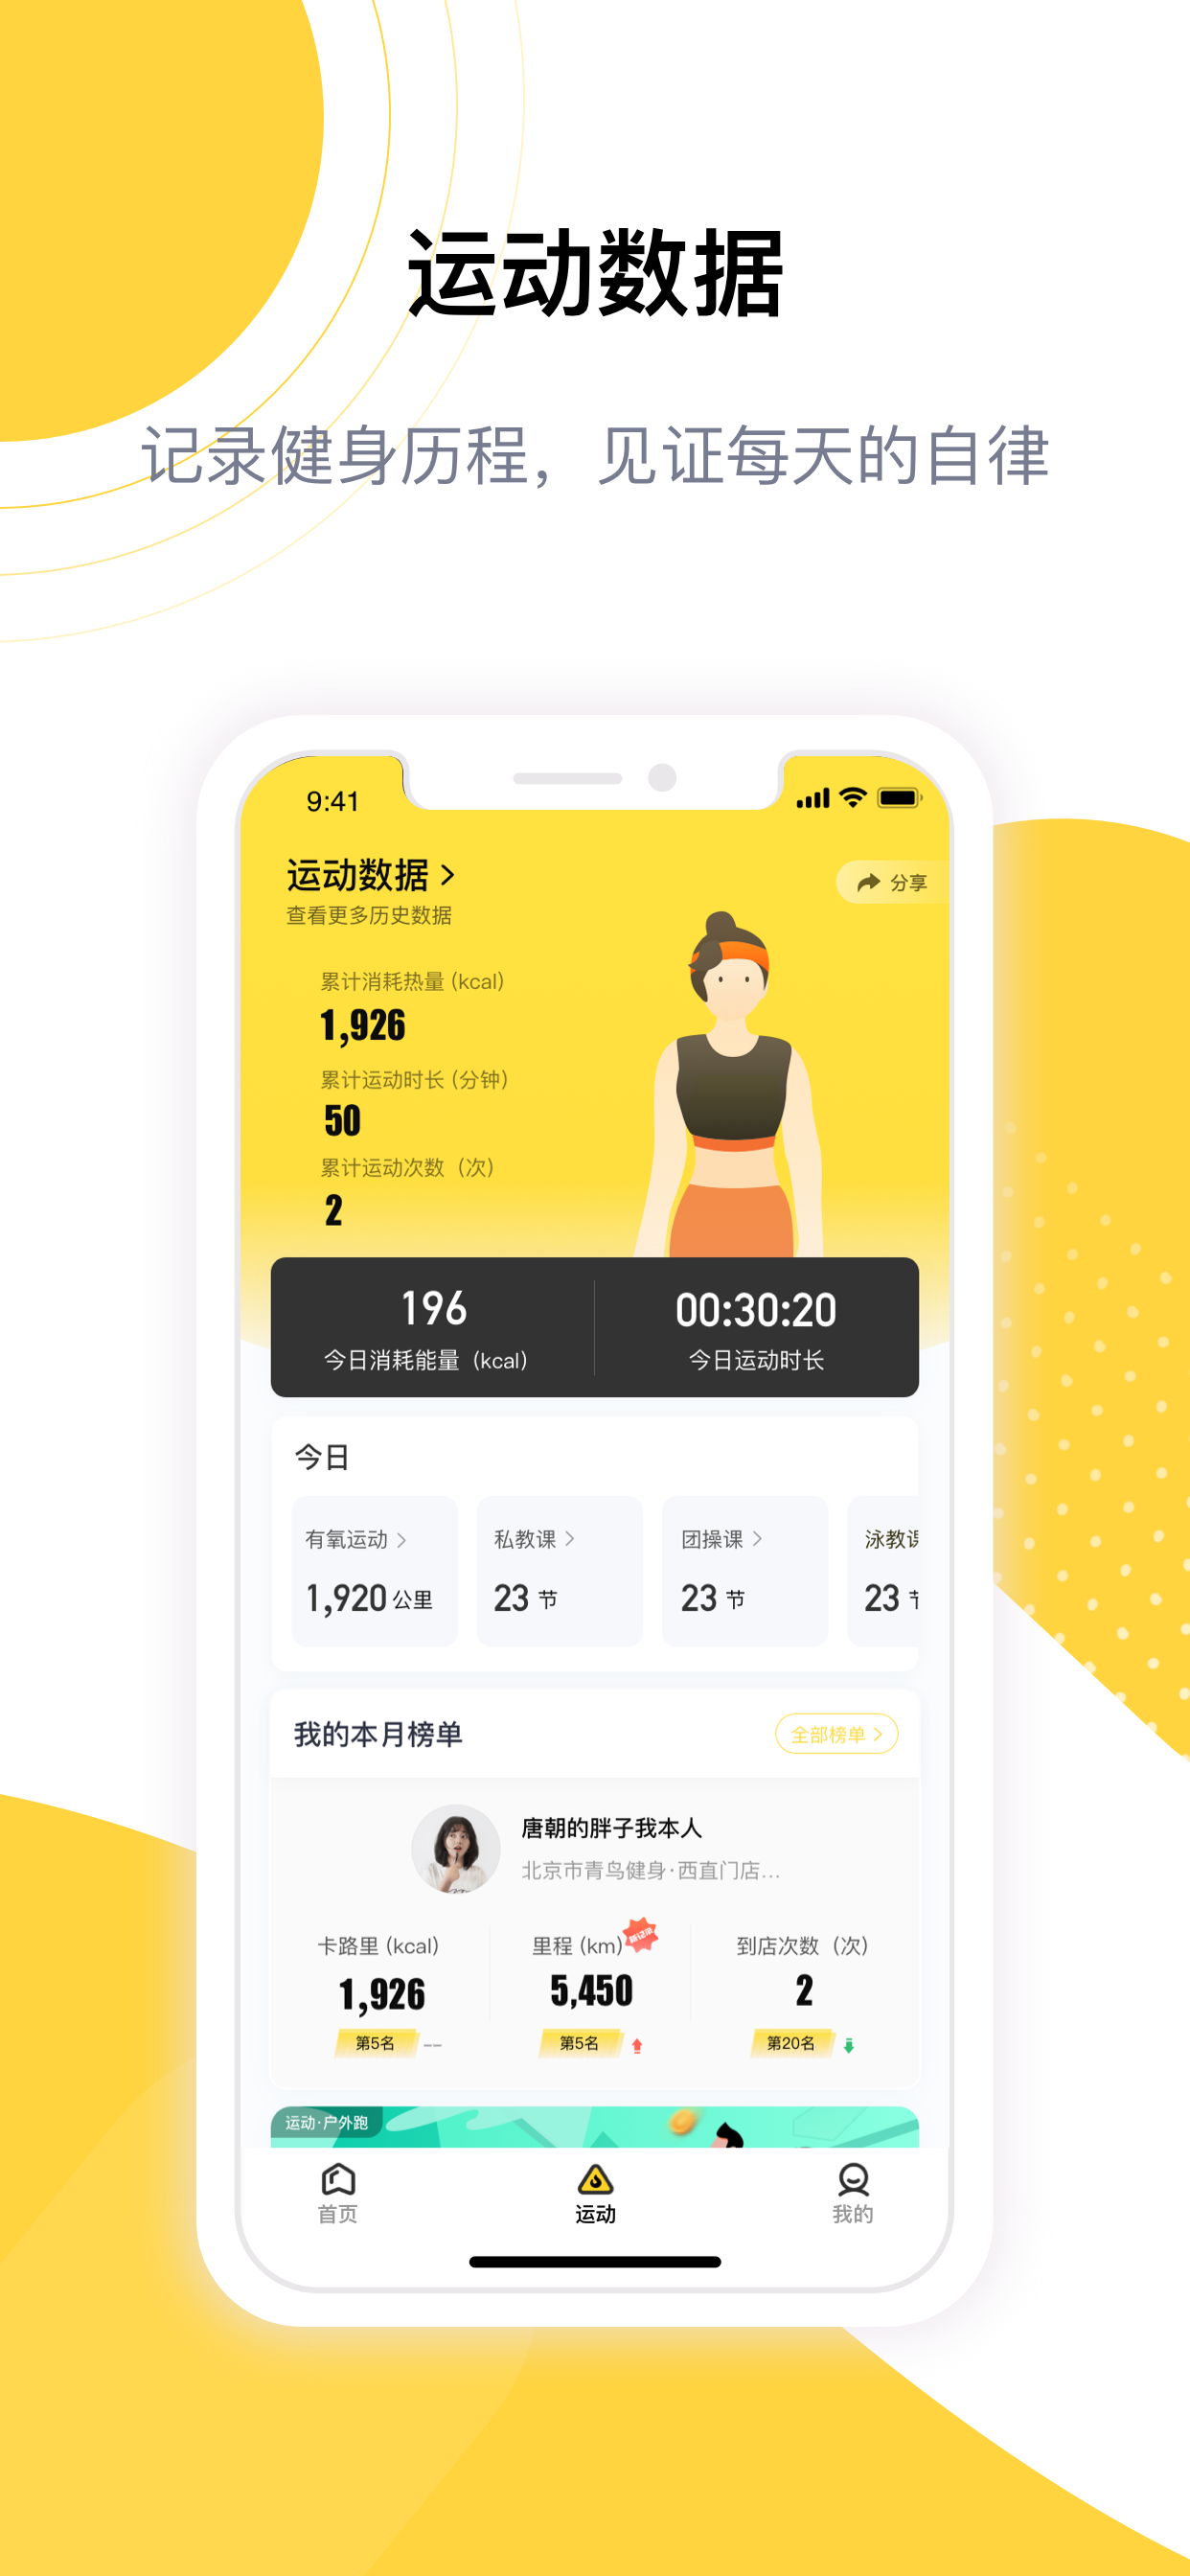 运动数据
记录健身历程，见证每天的自律
9:41
运动数据 >
分享
查看更多历史数据
累计消耗热量 (kcal)
1,926
累计运动时长 (分钟)
50
累计运动次数（次）
2
196
00:30:20
今日消耗能量（kcal）
今日运动时长
今日
有氧运动 >
私教课 >
团操课 >
泳教课
1,920 公里
23 节
23 节
23 节
我的本月榜单
全部榜单 >
唐朝的胖子我本人
北京市青鸟健身·西直门店...
卡路里 (kcal)
里程 (km)
新记录
到店次数（次）
1,926
5,450
2
第5名 --
第5名
第20名
运动·户外跑
首页
运动
我的